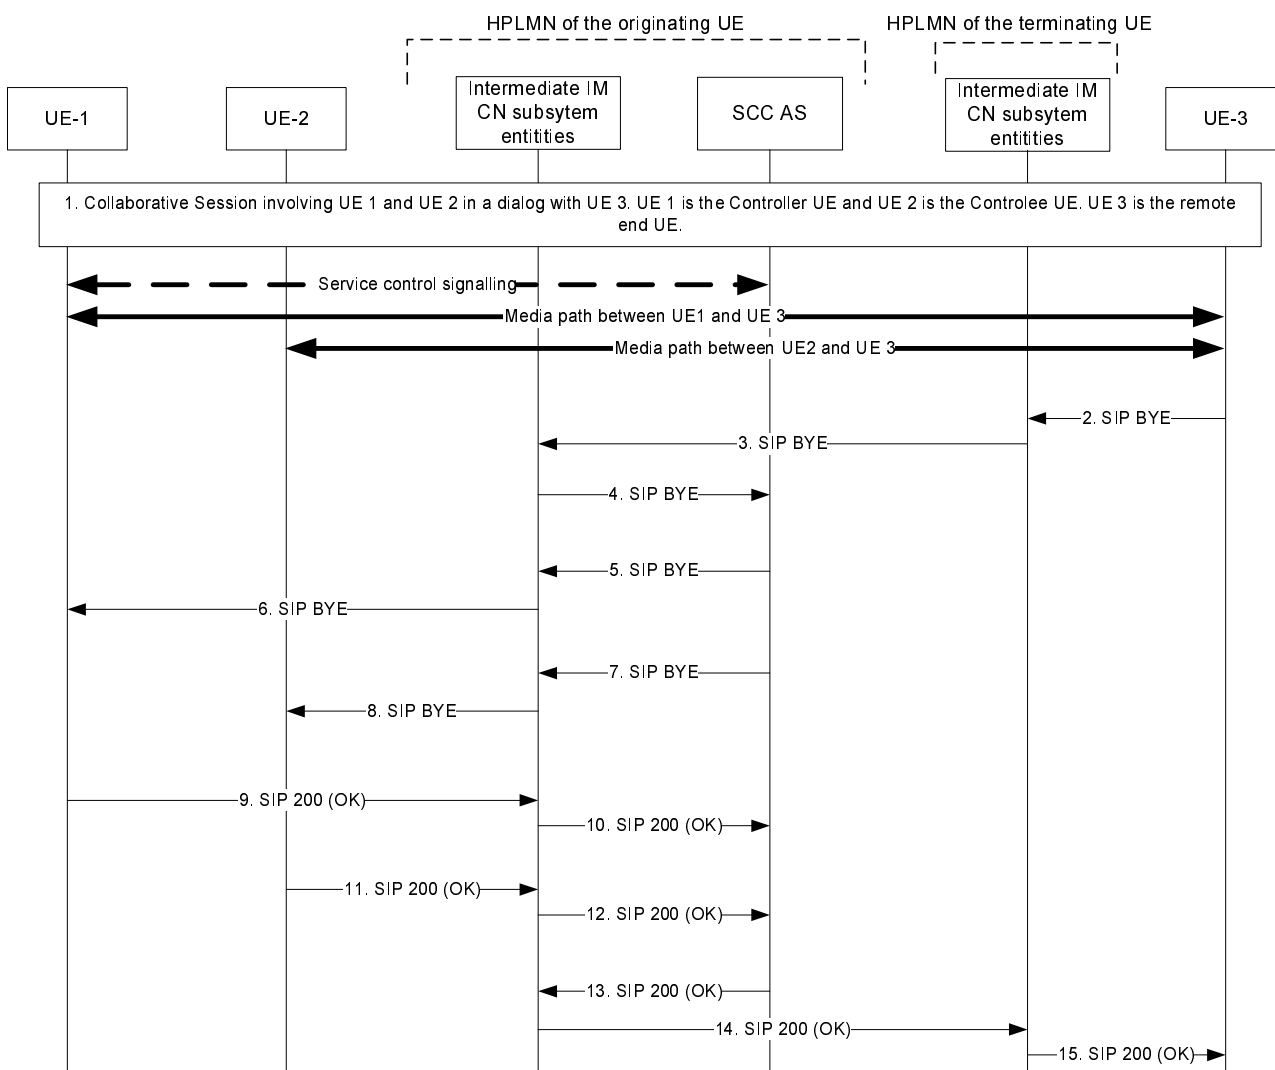 HPLMN of the originating UE
HPLMN of the terminating UE
UE-1
UE-2
Intermediate IM
CN subsytem
entitities
SCC AS
Intermediate IM
CN subsytem
entitities
UE-3
1. Collaborative Session involving UE 1 and UE 2 in a dialog with UE 3. UE 1 is the Controller UE and UE 2 is the Controlee UE. UE 3 is the remote
end UE.
Service control signalling
Media path between UE1 and UE 3
Media path between UE2 and UE 3
2. SIP BYE
3. SIP BYE
4. SIP BYE
5. SIP BYE
6. SIP BYE
7. SIP BYE
8. SIP BYE
9. SIP 200 (OK)
10. SIP 200 (OK)
11. SIP 200 (OK)
12. SIP 200 (OK)
13. SIP 200 (OK)
14. SIP 200 (OK)
15. SIP 200 (OK)